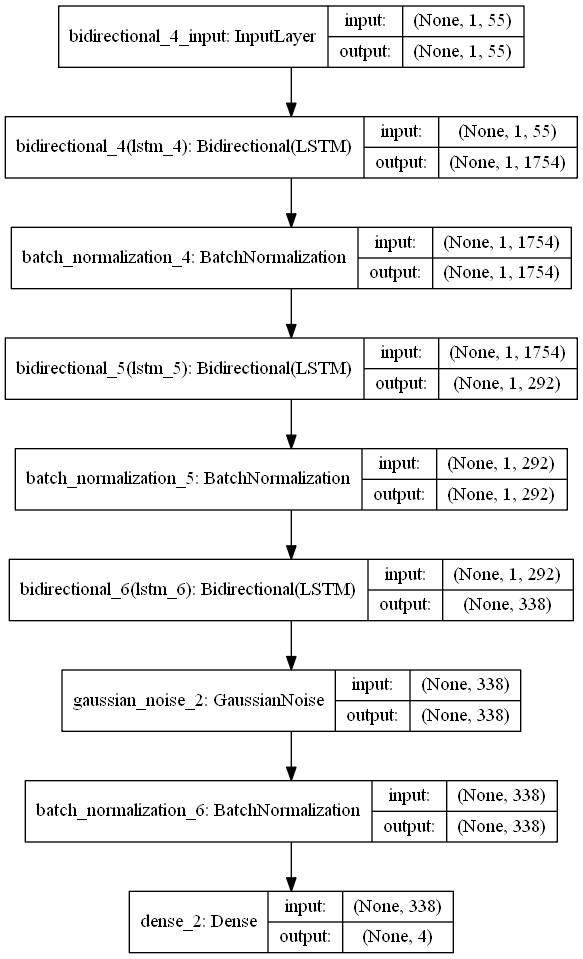 bidirectional_4_input: InputLayer
input: (None, 1, 55)
output: (None, 1, 55)
bidirectional_4(lstm_4): Bidirectional(LSTM)
input: (None, 1, 55)
output: (None, 1, 1754)
batch_normalization_4: BatchNormalization
input: (None, 1, 1754)
output: (None, 1, 1754)
bidirectional_5(lstm_5): Bidirectional(LSTM)
input: (None, 1, 1754)
output: (None, 1, 292)
batch_normalization_5: BatchNormalization
input: (None, 1, 292)
output: (None, 1, 292)
bidirectional_6(lstm_6): Bidirectional(LSTM)
input: (None, 1, 292)
output: (None, 338)
gaussian_noise_2: GaussianNoise
input: (None, 338)
output: (None, 338)
batch_normalization_6: BatchNormalization
input: (None, 338)
output: (None, 338)
dense_2: Dense
input: (None, 338)
output: (None, 4)